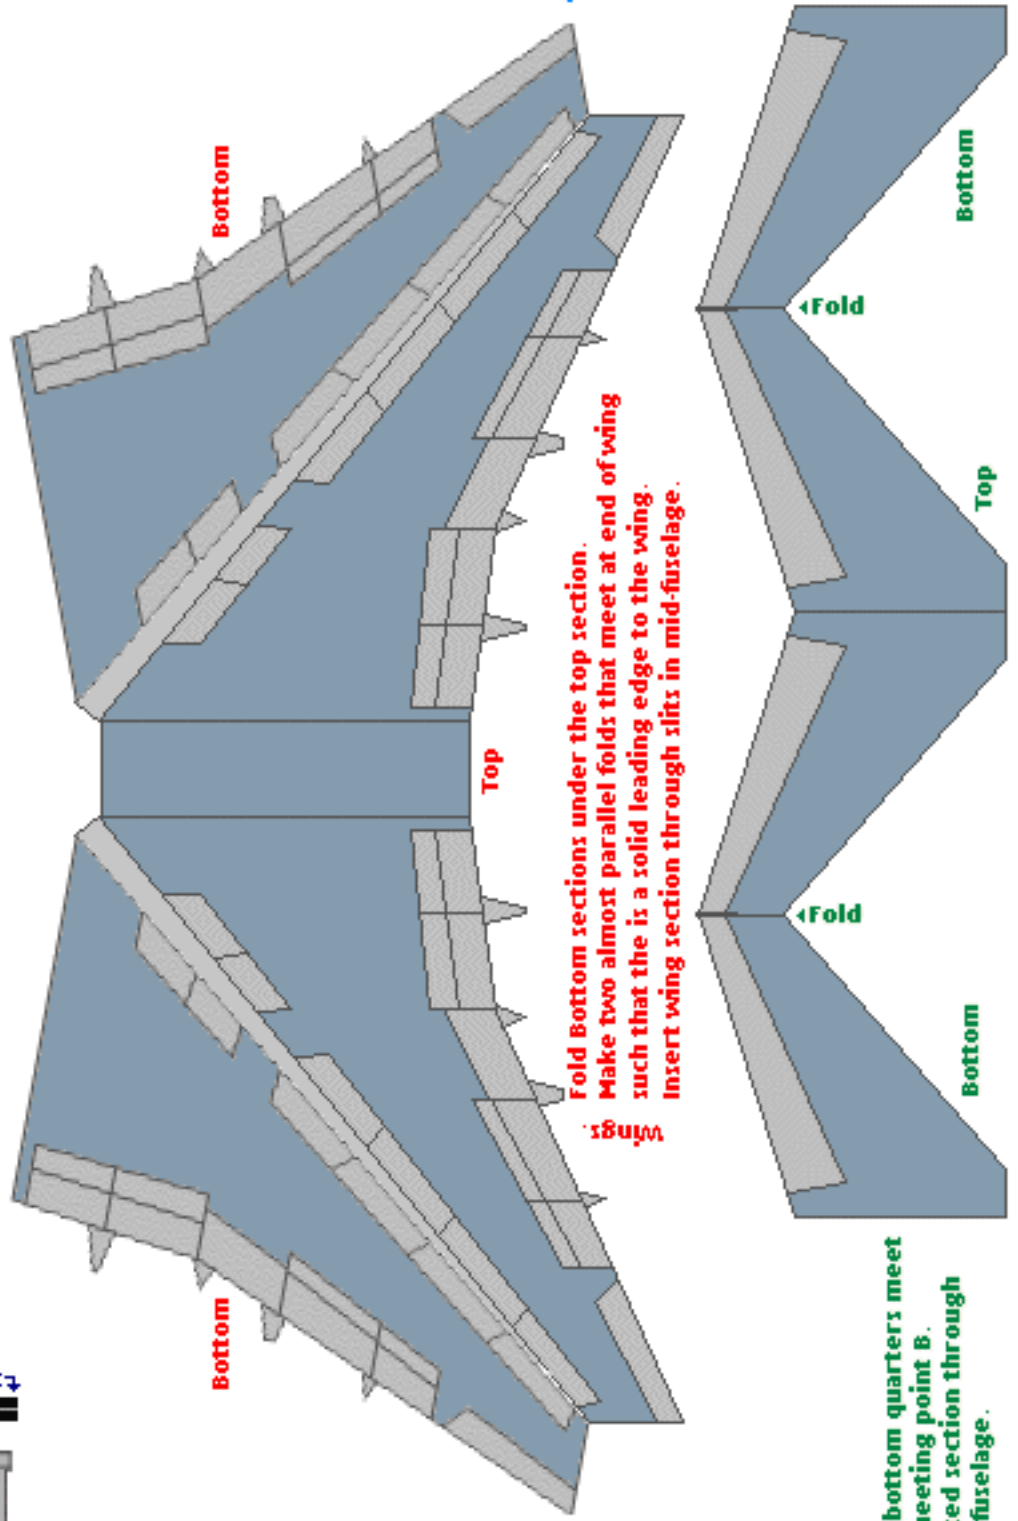 Bottom
Bottom
Top
Fold Bottom sections under the top section.
Make two almost parallel folds that meet at end of wing
such that the is a solid leading edge to the wing.
Insert wing section through slits in mid-fuselage.
Wings.
Bottom
Fold
Top
Fold
Bottom
bottom quarters meet
point B.
section through
fuselage.